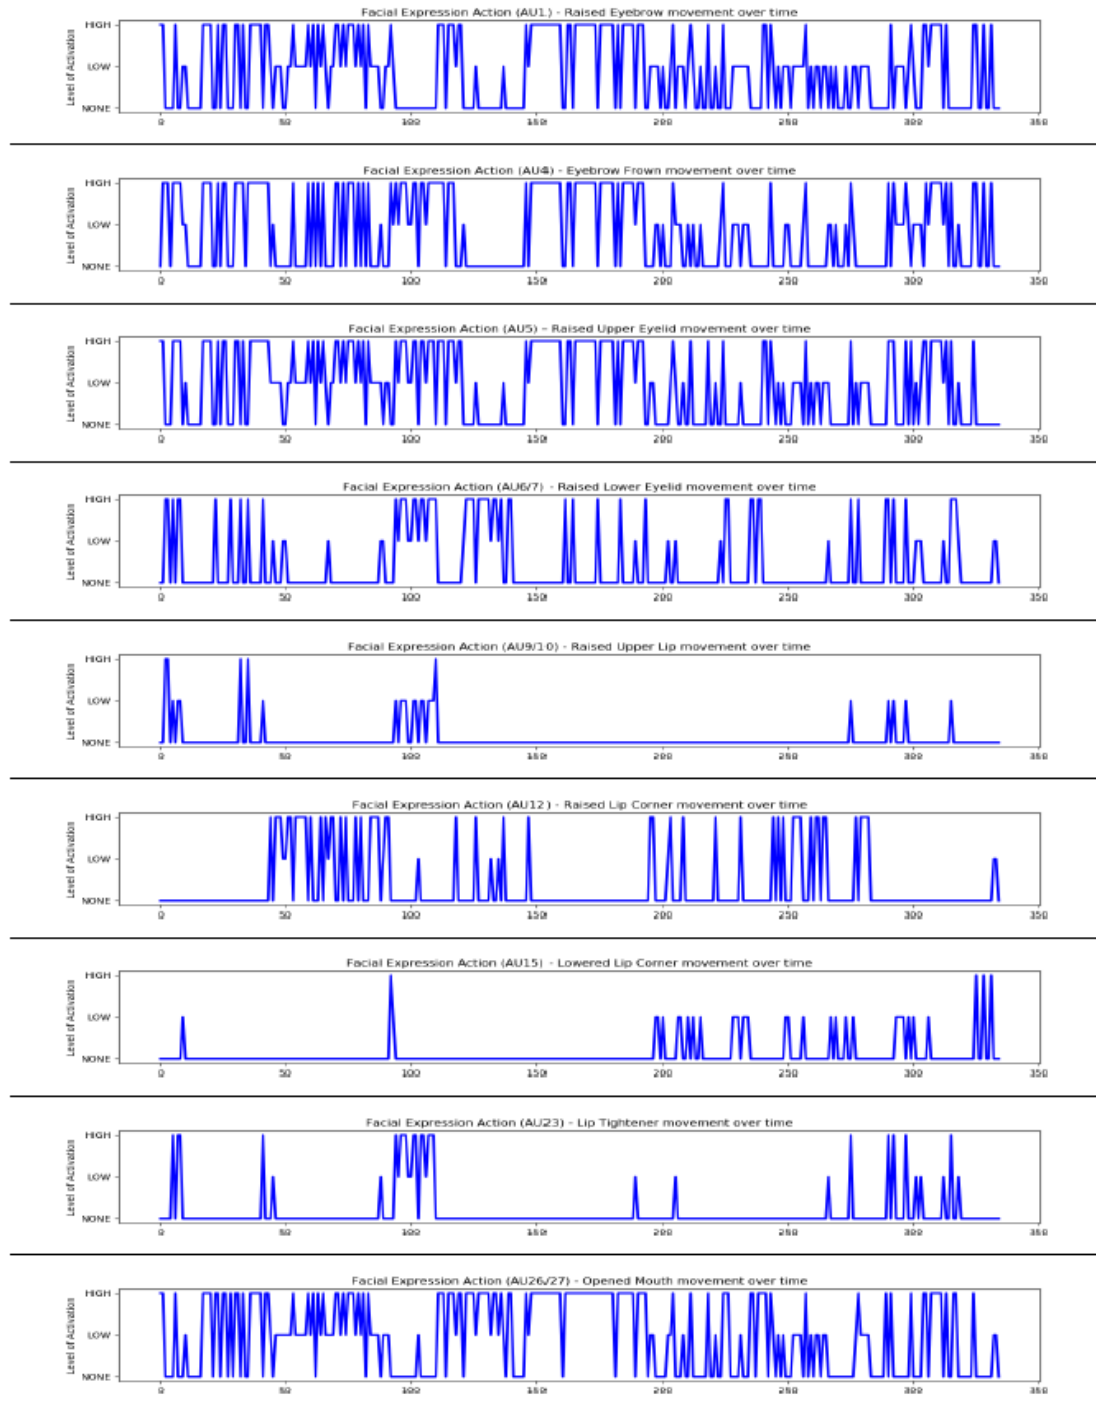 Facial Expression Action (AU1) - Raised Eyebrow movement over time
Level of Activation
HIGH
LOW
NONE
0 50 100 150 200 250 300 350
Facial Expression Action (AU4) - Eyebrow Frown movement over time
Level of Activation
HIGH
LOW
NONE
0 50 100 150 200 250 300 350
Facial Expression Action (AU5) - Raised Upper Eyelid movement over time
Level of Activation
HIGH
LOW
NONE
0 50 100 150 200 250 300 350
Facial Expression Action (AU6/7) - Raised Lower Eyelid movement over time
Level of Activation
HIGH
LOW
NONE
0 50 100 150 200 250 300 350
Facial Expression Action (AU9/10) - Raised Upper Lip movement over time
Level of Activation
HIGH
LOW
NONE
0 50 100 150 200 250 300 350
Facial Expression Action (AU12) - Raised Lip Corner movement over time
Level of Activation
HIGH
LOW
NONE
0 50 100 150 200 250 300 350
Facial Expression Action (AU15) - Lowered Lip Corner movement over time
Level of Activation
HIGH
LOW
NONE
0 50 100 150 200 250 300 350
Facial Expression Action (AU23) - Lip Tightener movement over time
Level of Activation
HIGH
LOW
NONE
0 50 100 150 200 250 300 350
Facial Expression Action (AU26/27) - Opened Mouth movement over time
Level of Activation
HIGH
LOW
NONE
0 50 100 150 200 250 300 350